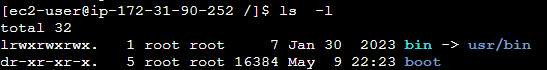 [ec2-user@ip-172-31-90-252 /]$ ls  -l
total 32
lrwxrwxrwx.   1 root root     7 Jan 30  2023 bin -> usr/bin
dr-xr-xr-x.   5 root root 16384 May  9 22:23 boot